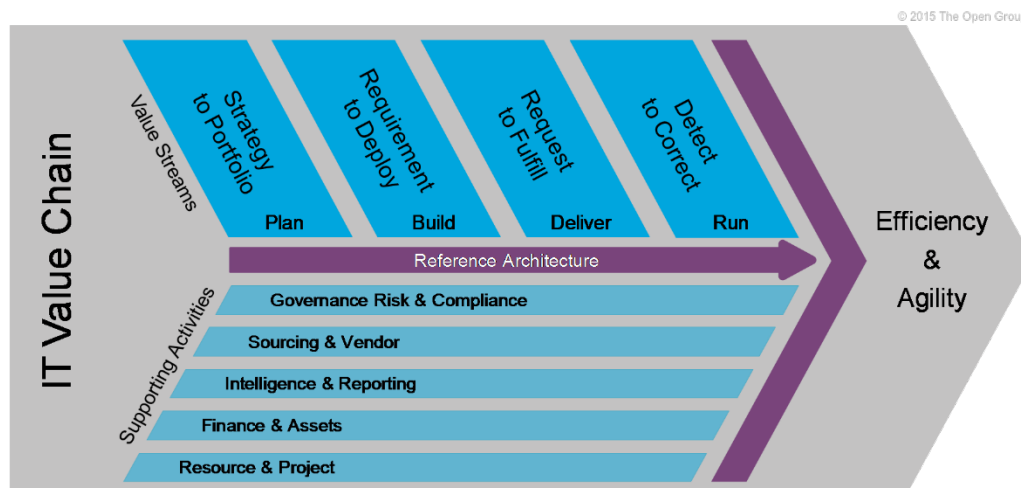 © 2015 The Open Grou
IT Value Chain
Value Streams
Strategy
to Portfolio
Plan
Requirement
to Deploy
Build
Request
to Fulfill
Deliver
Detect
to Correct
Run
Reference Architecture
Supporting Activities
Governance Risk & Compliance
Sourcing & Vendor
Intelligence & Reporting
Finance & Assets
Resource & Project
Efficiency
&
Agility